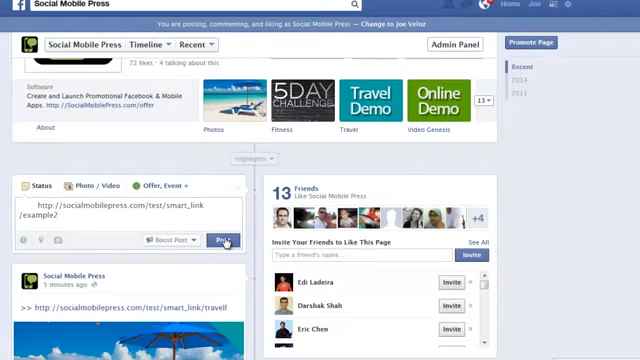 Social Mobile Press
Home Joe
You are posting, commenting, and liking as Social Mobile Press — Change to Joe Veloz
Social Mobile Press Timeline Recent Admin Panel Promote Page
72 likes · 4 talking about this
Recent
2014
2013
Software
Create and Launch Promotional Facebook & Mobile
Apps. http://SocialMobilePress.com/offer
5 DAY
CHALLENGE
Travel
Demo
Online
Demo
13
About
Photos Fitness Travel Video Genesis
Highlights
Status Photo / Video Offer, Event +
http://socialmobilepress.com/test/smart_link
/example2
Boost Post Post
13 Friends
Like Social Mobile Press
+4
Invite Your Friends to Like This Page See All
Type a friend's name... Invite
Edi Ladeira Invite
Darshak Shah Invite
Eric Chen Invite
Social Mobile Press
5 minutes ago
>> http://socialmobilepress.com/test/smart_link/travell